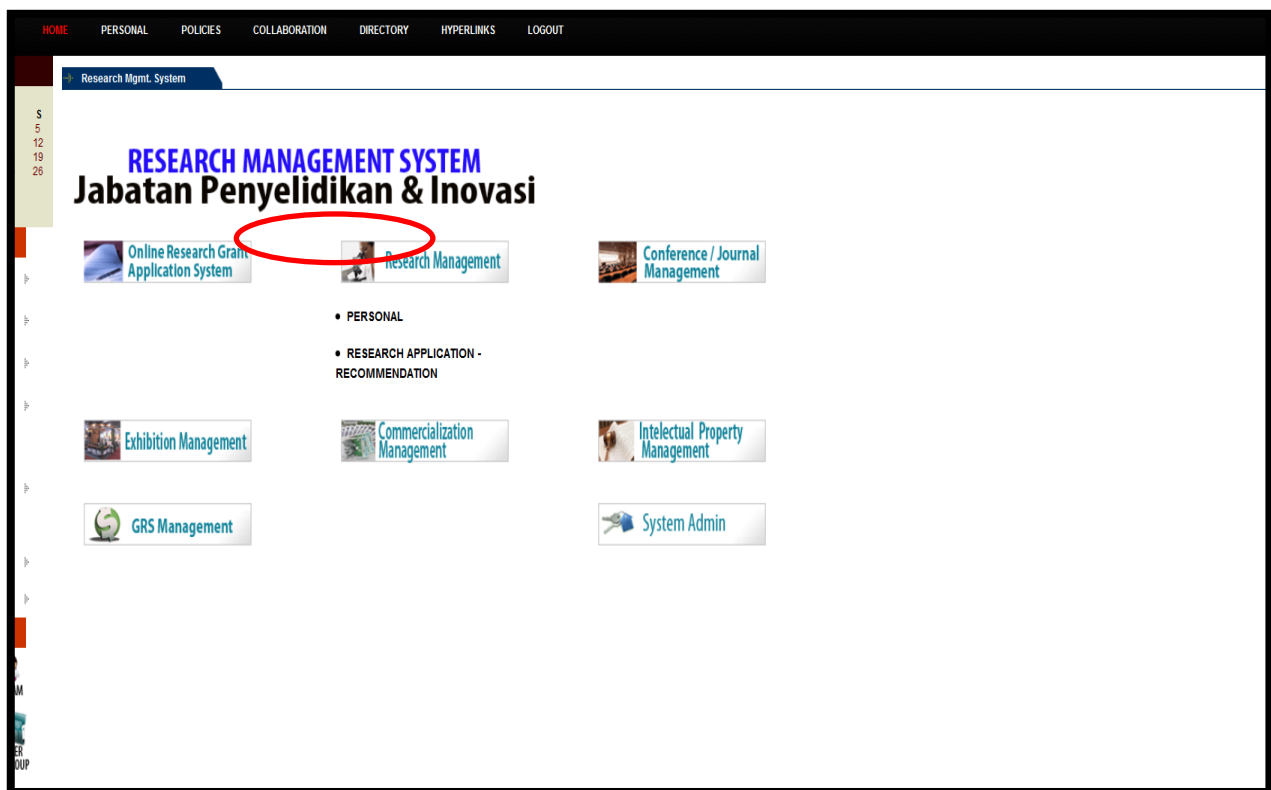 HOME PERSONAL POLICIES COLLABORATION DIRECTORY HYPERLINKS LOGOUT
Research Mgmt. System
S
5
12
19
26
RESEARCH MANAGEMENT SYSTEM
Jabatan Penyelidikan & Inovasi
Online Research Grant
Application System
Research Management
Conference / Journal
Management
• PERSONAL
• RESEARCH APPLICATION -
RECOMMENDATION
Exhibition Management
Commercialization
Management
Intelectual Property
Management
GRS Management
System Admin